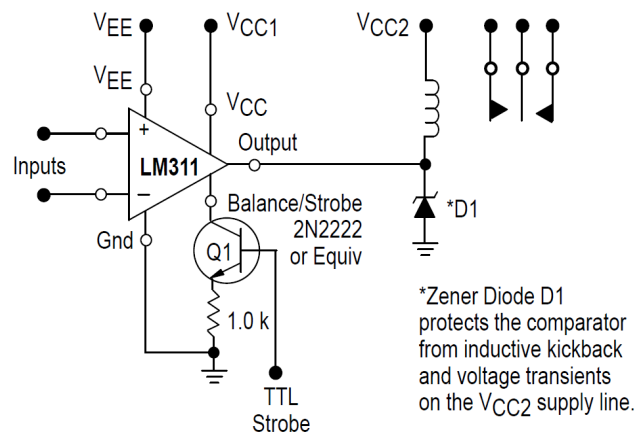 VEE
VCC1
VCC2
VEE
VCC
+
Output
LM311
Inputs
−
Balance/Strobe
2N2222
or Equiv
*D1
Gnd
Q1
1.0 k
TTL
Strobe
*Zener Diode D1
protects the comparator
from inductive kickback
and voltage transients
on the VCC2 supply line.